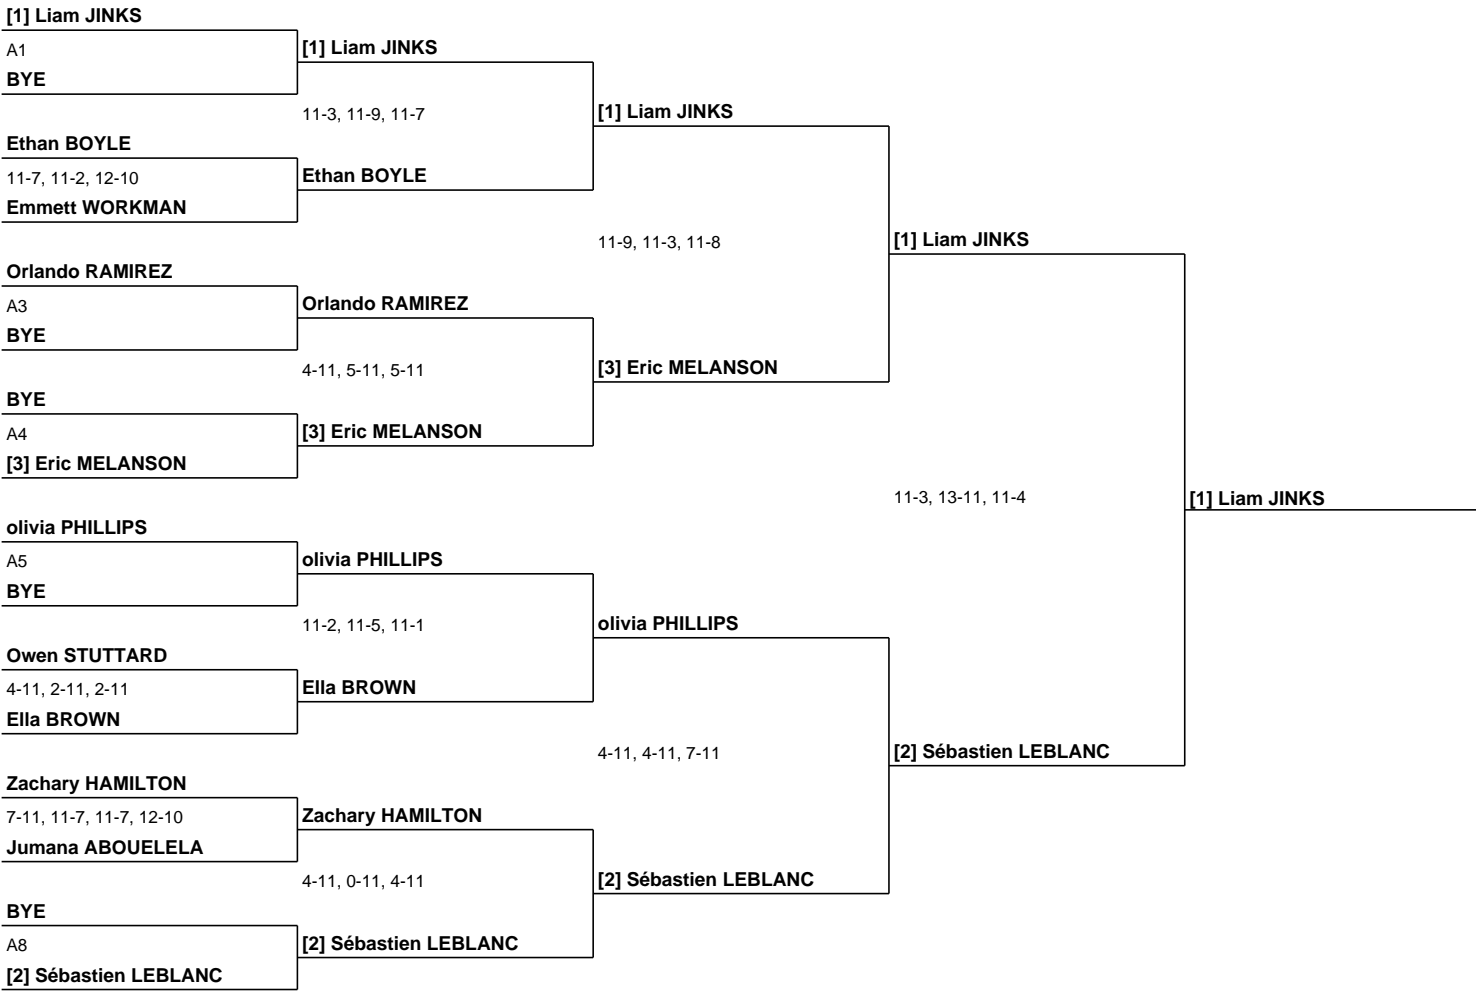 [1] Liam JINKS
A1
BYE
Ethan BOYLE
11-7, 11-2, 12-10
Emmett WORKMAN
Orlando RAMIREZ
A3
BYE
BYE
A4
[3] Eric MELANSON
olivia PHILLIPS
A5
BYE
Owen STUTTARD
4-11, 2-11, 2-11
Ella BROWN
Zachary HAMILTON
7-11, 11-7, 11-7, 12-10
Jumana ABOUELELA
BYE
A8
[2] Sébastien LEBLANC
[1] Liam JINKS
11-3, 11-9, 11-7
Ethan BOYLE
Orlando RAMIREZ
4-11, 5-11, 5-11
[3] Eric MELANSON
olivia PHILLIPS
11-2, 11-5, 11-1
Ella BROWN
Zachary HAMILTON
4-11, 0-11, 4-11
[2] Sébastien LEBLANC
[1] Liam JINKS
11-9, 11-3, 11-8
[3] Eric MELANSON
olivia PHILLIPS
4-11, 4-11, 7-11
[2] Sébastien LEBLANC
[1] Liam JINKS
11-3, 13-11, 11-4
[2] Sébastien LEBLANC
[1] Liam JINKS